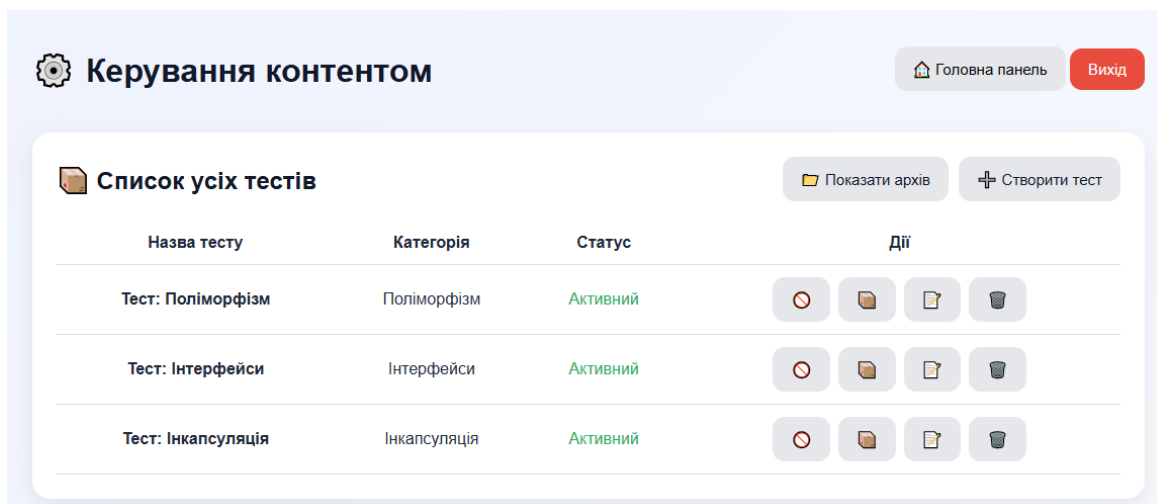 Керування контентом
Головна панель
Вихід
Список усіх тестів
Показати архів
Створити тест
Назва тесту Категорія Статус Дії
Тест: Поліморфізм Поліморфізм Активний
Тест: Інтерфейси Інтерфейси Активний
Тест: Інкапсуляція Інкапсуляція Активний